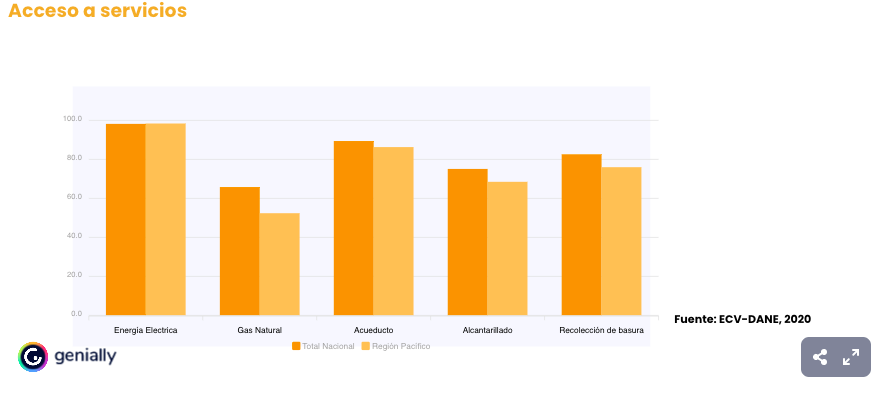 Acceso a servicios
100.0
80.0
60.0
40.0
20.0
0.0
Energia Electrica Gas Natural Acueducto Alcantarillado Recolección de basura
Total Nacional Región Pacifico
Fuente: ECV-DANE, 2020
genially